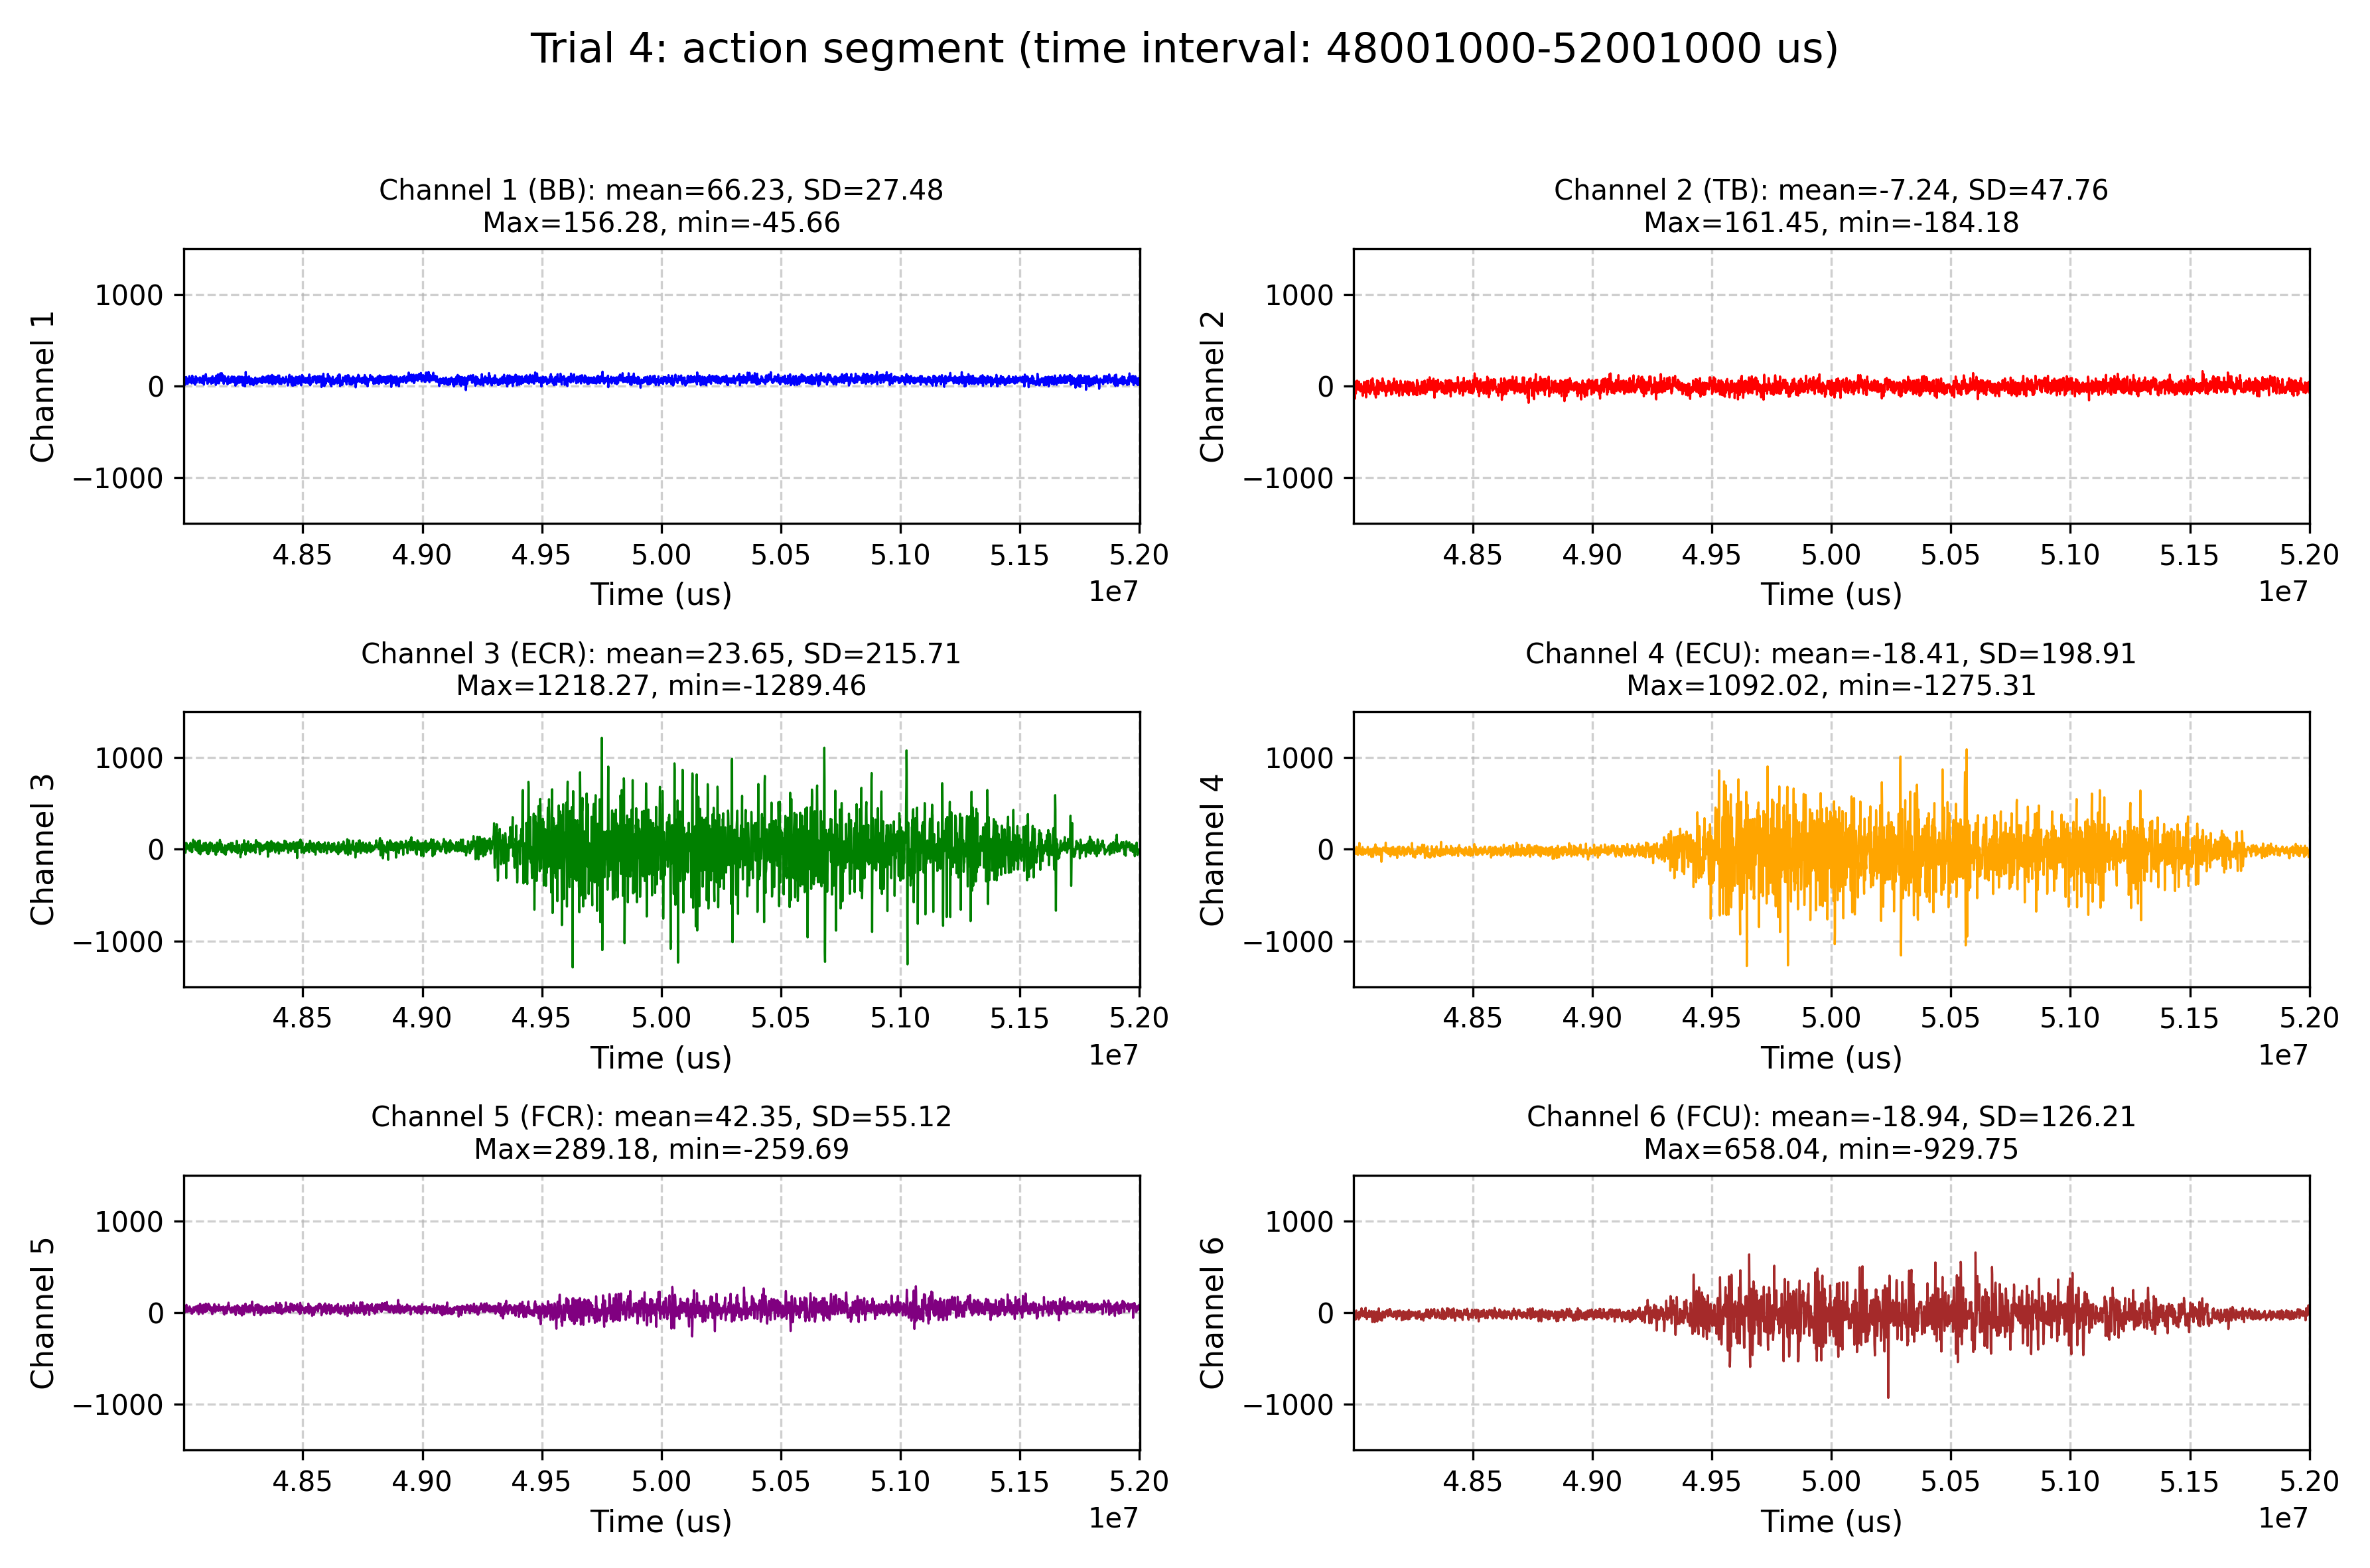 Trial 4: action segment (time interval: 48001000-52001000 us)
Channel 1 (BB): mean=66.23, SD=27.48
Max=156.28, min=-45.66
Channel 1
1000
0
−1000
4.85 4.90 4.95 5.00 5.05 5.10 5.15 5.20
Time (us)
1e7
Channel 2 (TB): mean=-7.24, SD=47.76
Max=161.45, min=-184.18
Channel 2
1000
0
−1000
4.85 4.90 4.95 5.00 5.05 5.10 5.15 5.20
Time (us)
1e7
Channel 3 (ECR): mean=23.65, SD=215.71
Max=1218.27, min=-1289.46
Channel 3
1000
0
−1000
4.85 4.90 4.95 5.00 5.05 5.10 5.15 5.20
Time (us)
1e7
Channel 4 (ECU): mean=-18.41, SD=198.91
Max=1092.02, min=-1275.31
Channel 4
1000
0
−1000
4.85 4.90 4.95 5.00 5.05 5.10 5.15 5.20
Time (us)
1e7
Channel 5 (FCR): mean=42.35, SD=55.12
Max=289.18, min=-259.69
Channel 5
1000
0
−1000
4.85 4.90 4.95 5.00 5.05 5.10 5.15 5.20
Time (us)
1e7
Channel 6 (FCU): mean=-18.94, SD=126.21
Max=658.04, min=-929.75
Channel 6
1000
0
−1000
4.85 4.90 4.95 5.00 5.05 5.10 5.15 5.20
Time (us)
1e7